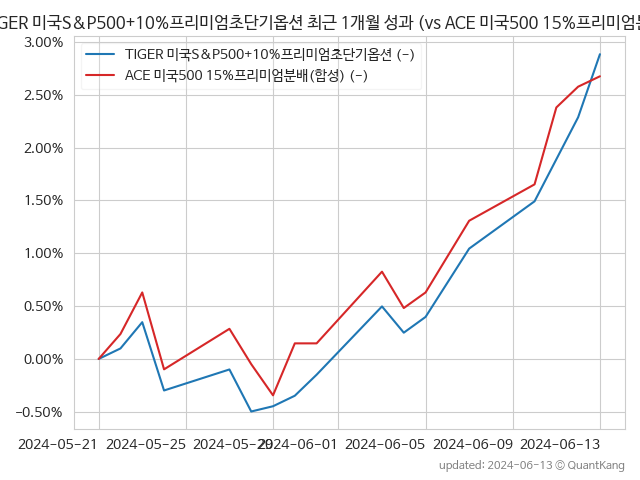 GER 미국S&P500+10%프리미엄초단기옵션 최근 1개월 성과 (vs ACE 미국500 15%프리미엄분
3.00%
TIGER 미국S&P500+10%프리미엄초단기옵션 (-)
ACE 미국500 15%프리미엄분배(합성) (-)
2.50%
2.00%
1.50%
1.00%
0.50%
0.00%
-0.50%
2024-05-21 2024-05-25 2024-05-29 2024-06-01 2024-06-05 2024-06-09 2024-06-13
updated: 2024-06-13 © QuantKang